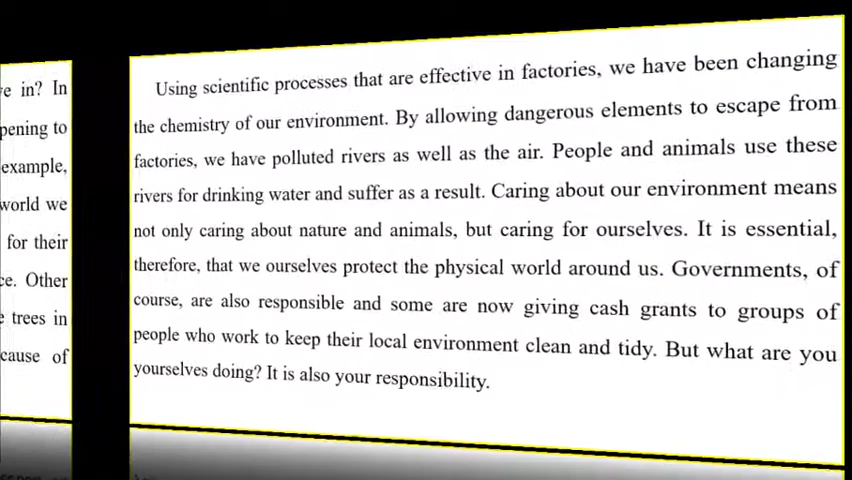 e in? In
pening to
example,
world we
for their
ce. Other
trees in
cause of
Using scientific processes that are effective in factories, we have been changing
the chemistry of our environment. By allowing dangerous elements to escape from
factories, we have polluted rivers as well as the air. People and animals use these
rivers for drinking water and suffer as a result. Caring about our environment means
not only caring about nature and animals, but caring for ourselves. It is essential,
therefore, that we ourselves protect the physical world around us. Governments, of
course, are also responsible and some are now giving cash grants to groups of
people who work to keep their local environment clean and tidy. But what are you
yourselves doing? It is also your responsibility.